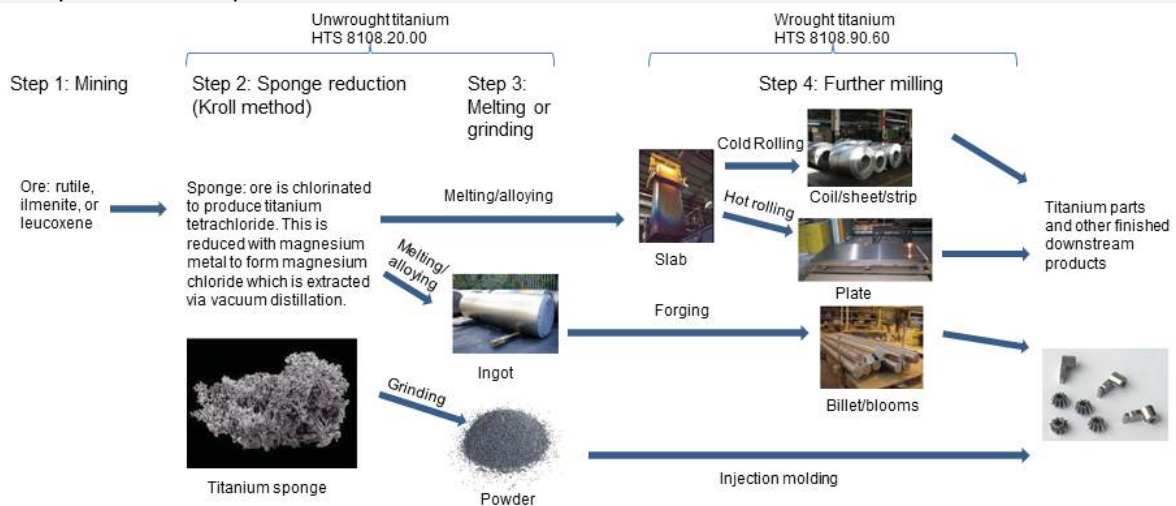 Unwrought titanium
HTS 8108.20.00
Wrought titanium
HTS 8108.90.60
Step 1: Mining
Step 2: Sponge reduction
(Kroll method)
Step 3:
Melting or
grinding
Step 4: Further milling
Ore: rutile,
ilmenite, or
leucoxene
Sponge: ore is chlorinated
to produce titanium
tetrachloride. This is
reduced with magnesium
metal to form magnesium
chloride which is extracted
via vacuum distillation.
Melting/alloying
Melting/
alloying
Slab
Cold Rolling
Coil/sheet/strip
Hot rolling
Plate
Titanium parts
and other finished
downstream
products
Ingot
Forging
Billet/blooms
Titanium sponge
Grinding
Powder
Injection molding